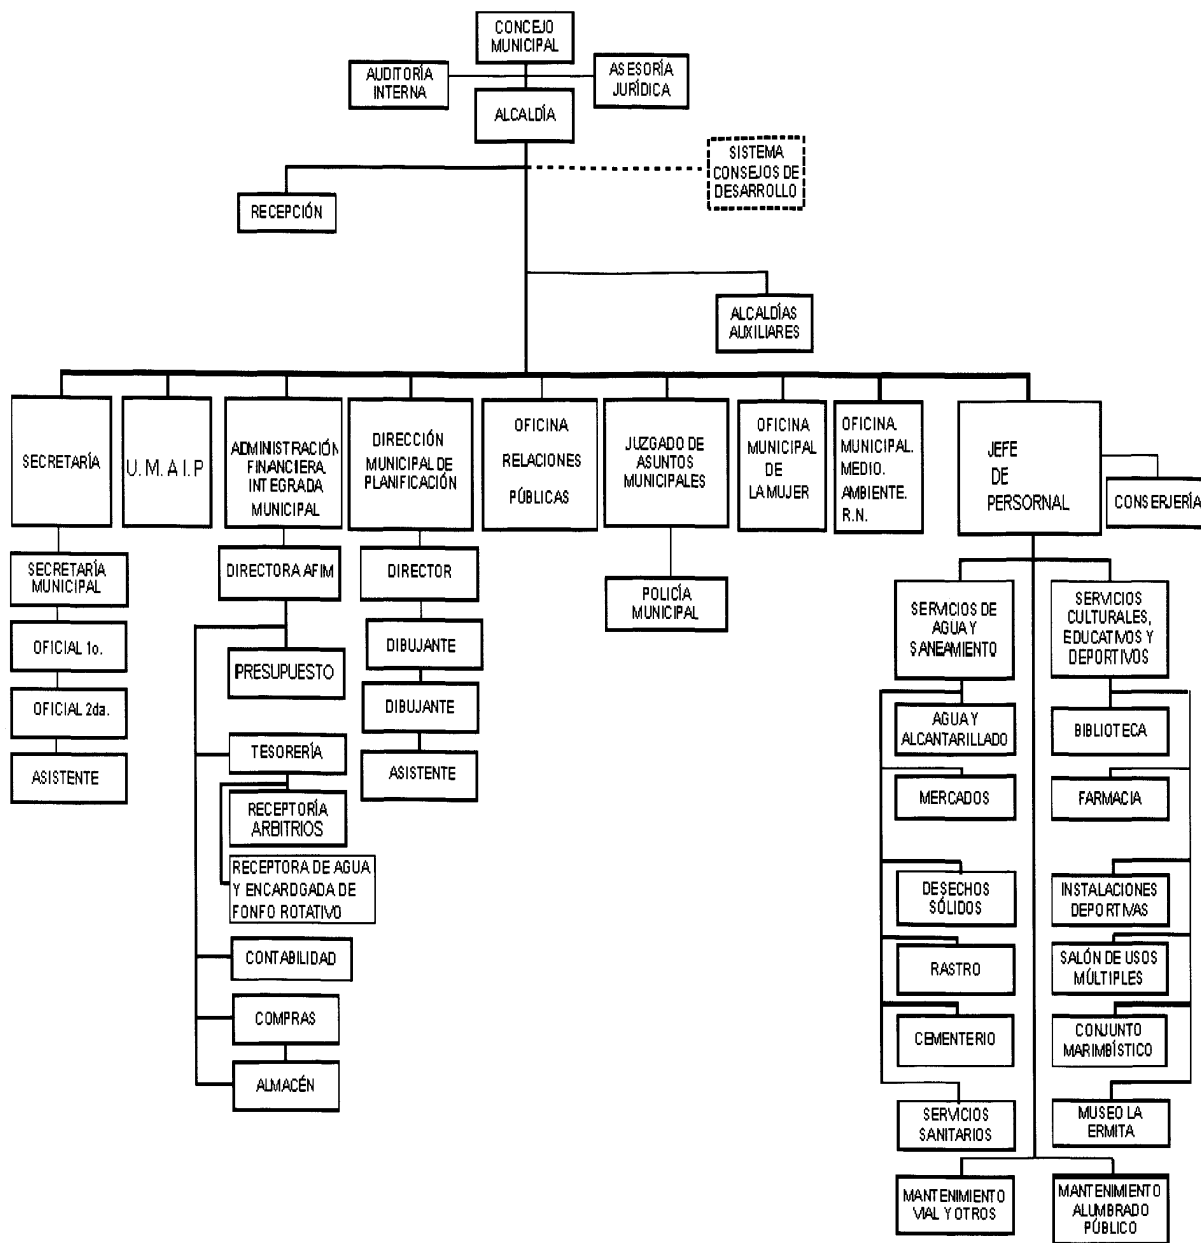 CONCEJO
MUNICIPAL
AUDITORÍA
INTERNA
ASESORÍA
JURÍDICA
ALCALDÍA
SISTEMA
CONSEJOS DE
DESARROLLO
RECEPCIÓN
ALCALDÍAS
AUXILIARES
SECRETARÍA
U.M.A.I.P
ADMINISTRACIÓN
FINANCIERA
INTEGRADA
MUNICIPAL
DIRECCIÓN
MUNICIPAL DE
PLANIFICACIÓN
OFICINA
RELACIONES
PÚBLICAS
JUZGADO DE
ASUNTOS
MUNICIPALES
OFICINA
MUNICIPAL
DE
LA MUJER
OFICINA
MUNICIPAL.
MEDIO.
AMBIENTE.
R.N.
JEFE
DE
PERSORNAL
CONSERJERÍA
SECRETARÍA
MUNICIPAL
OFICIAL 1o.
OFICIAL 2da.
ASISTENTE
DIRECTORA AFIM
PRESUPUESTO
TESORERÍA
RECEPTORÍA
ARBITRIOS
RECEPTORA DE AGUA
Y ENCARDGADA DE
FONFO ROTATIVO
CONTABILIDAD
COMPRAS
ALMACÉN
DIRECTOR
DIBUJANTE
DIBUJANTE
ASISTENTE
POLICÍA
MUNICIPAL
SERVICIOS DE
AGUA Y
SANEAMIENTO
AGUA Y
ALCANTARILLADO
MERCADOS
DESECHOS
SÓLIDOS
RASTRO
CEMENTERIO
SERVICIOS
SANITARIOS
SERVICIOS
CULTURALES,
EDUCATIVOS Y
DEPORTIVOS
BIBLIOTECA
FARMACIA
INSTALACIONES
DEPORTIVAS
SALÓN DE USOS
MÚLTIPLES
CONJUNTO
MARIMBÍSTICO
MUSEO LA
ERMITA
MANTENIMIENTO
VIAL Y OTROS
MANTENIMIENTO
ALUMBRADO
PÚBLICO